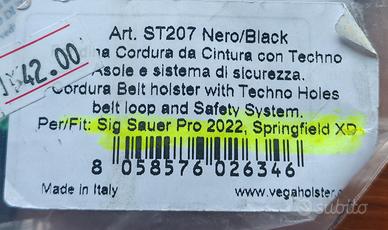 42.00
Art. ST207 Nero/Black
Cordura da Cintura con Techno
Asole e sistema di sicurezza.
Cordura Belt holster with Techno Holes
belt loop and Safety System.
Per/Fit: Sig Sauer Pro 2022, Springfield XD
8 058576 026346
Made in Italy
www.vegaholster.
subito